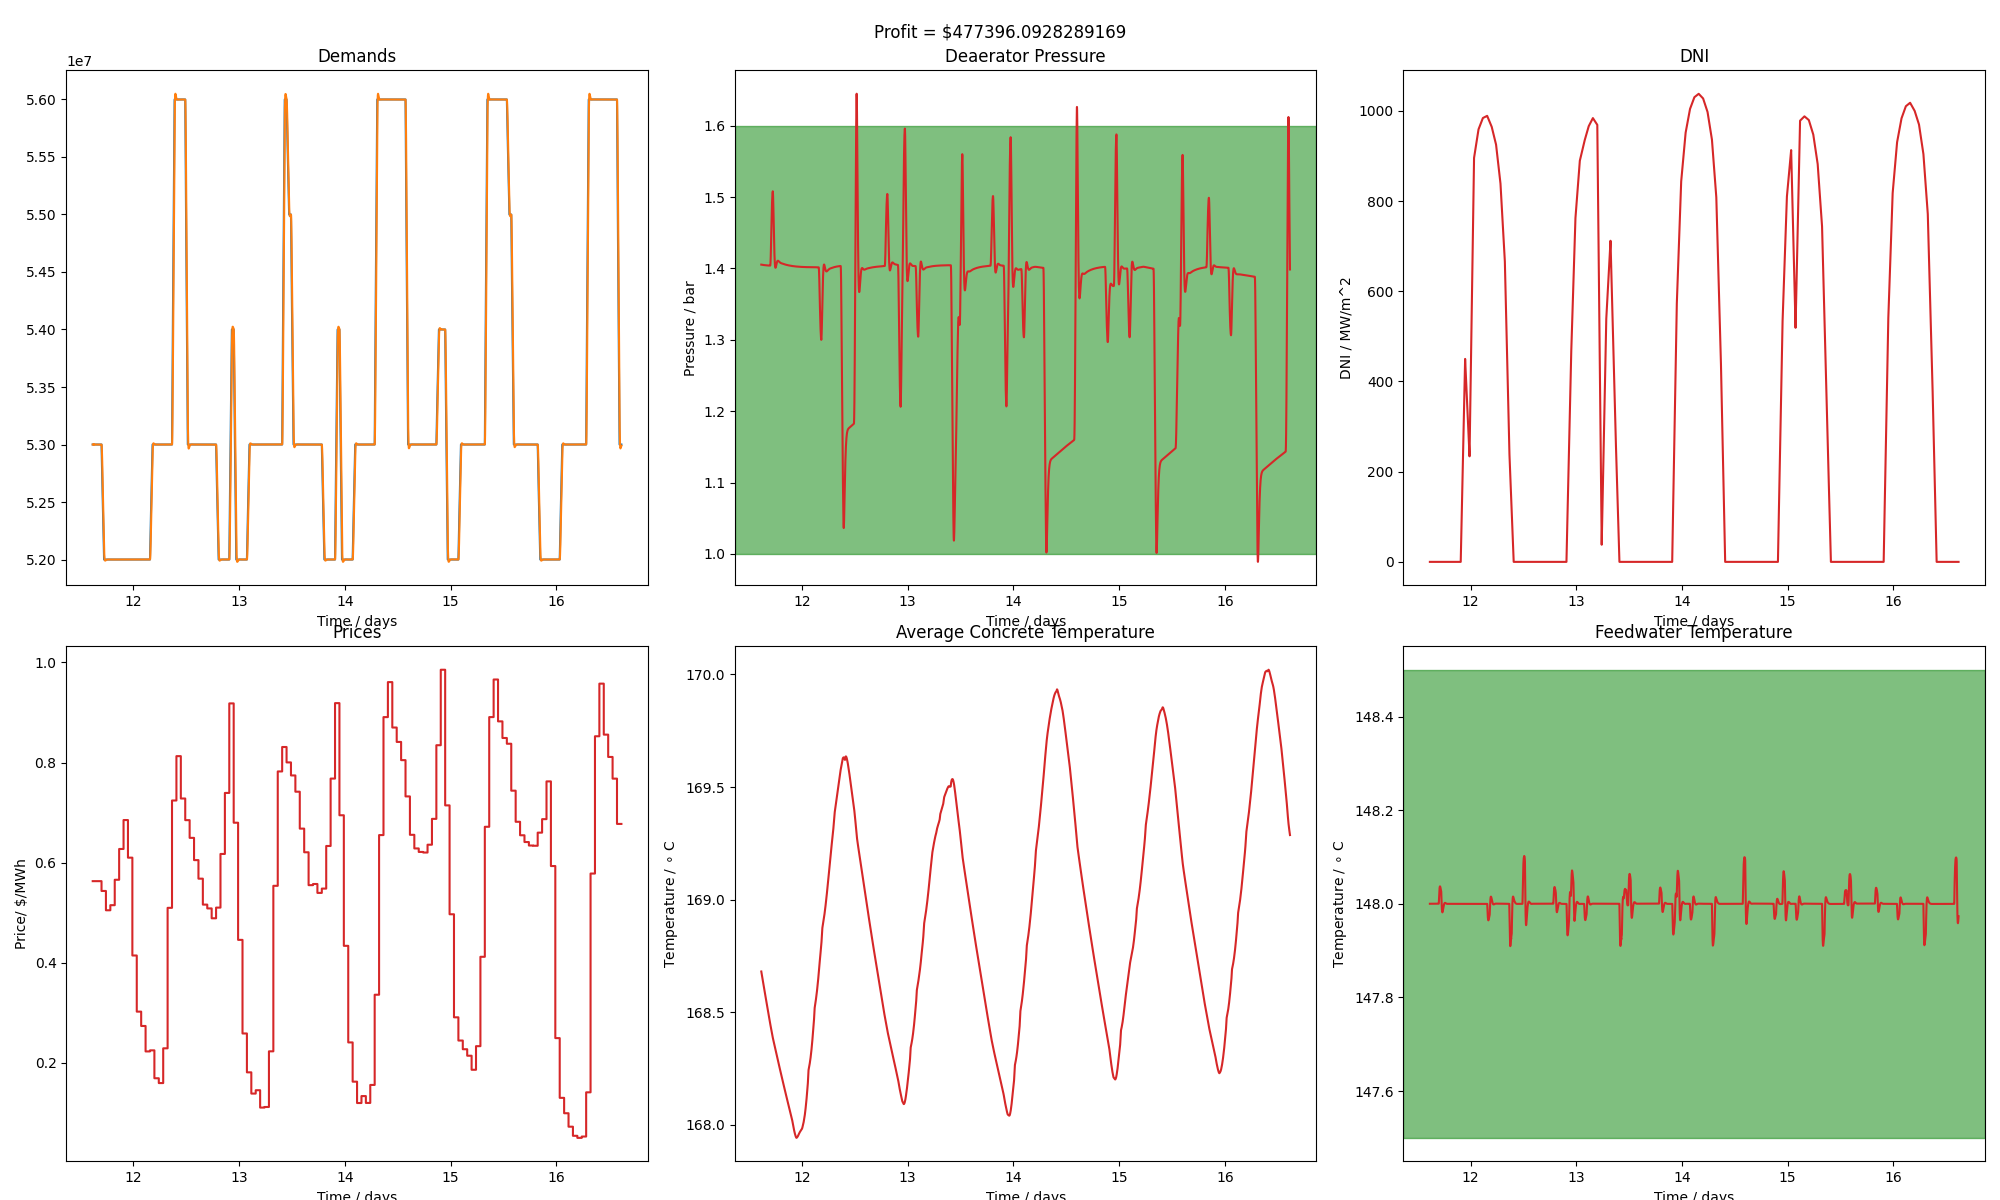 Profit = $477396.0928289169
Demands
1e7
5.60
5.55
5.50
5.45
5.40
5.35
5.30
5.25
5.20
12 13 14 15 16
Time / days
Deaerator Pressure
Pressure / bar
1.6
1.5
1.4
1.3
1.2
1.1
1.0
12 13 14 15 16
Time / days
DNI
DNI / MW/m^2
1000
800
600
400
200
0
12 13 14 15 16
Time / days
Prices
Price/ $/MWh
1.0
0.8
0.6
0.4
0.2
12 13 14 15 16
Time / days
Average Concrete Temperature
Temperature / ∘ C
170.0
169.5
169.0
168.5
168.0
12 13 14 15 16
Time / days
Feedwater Temperature
Temperature / ∘ C
148.4
148.2
148.0
147.8
147.6
12 13 14 15 16
Time / days